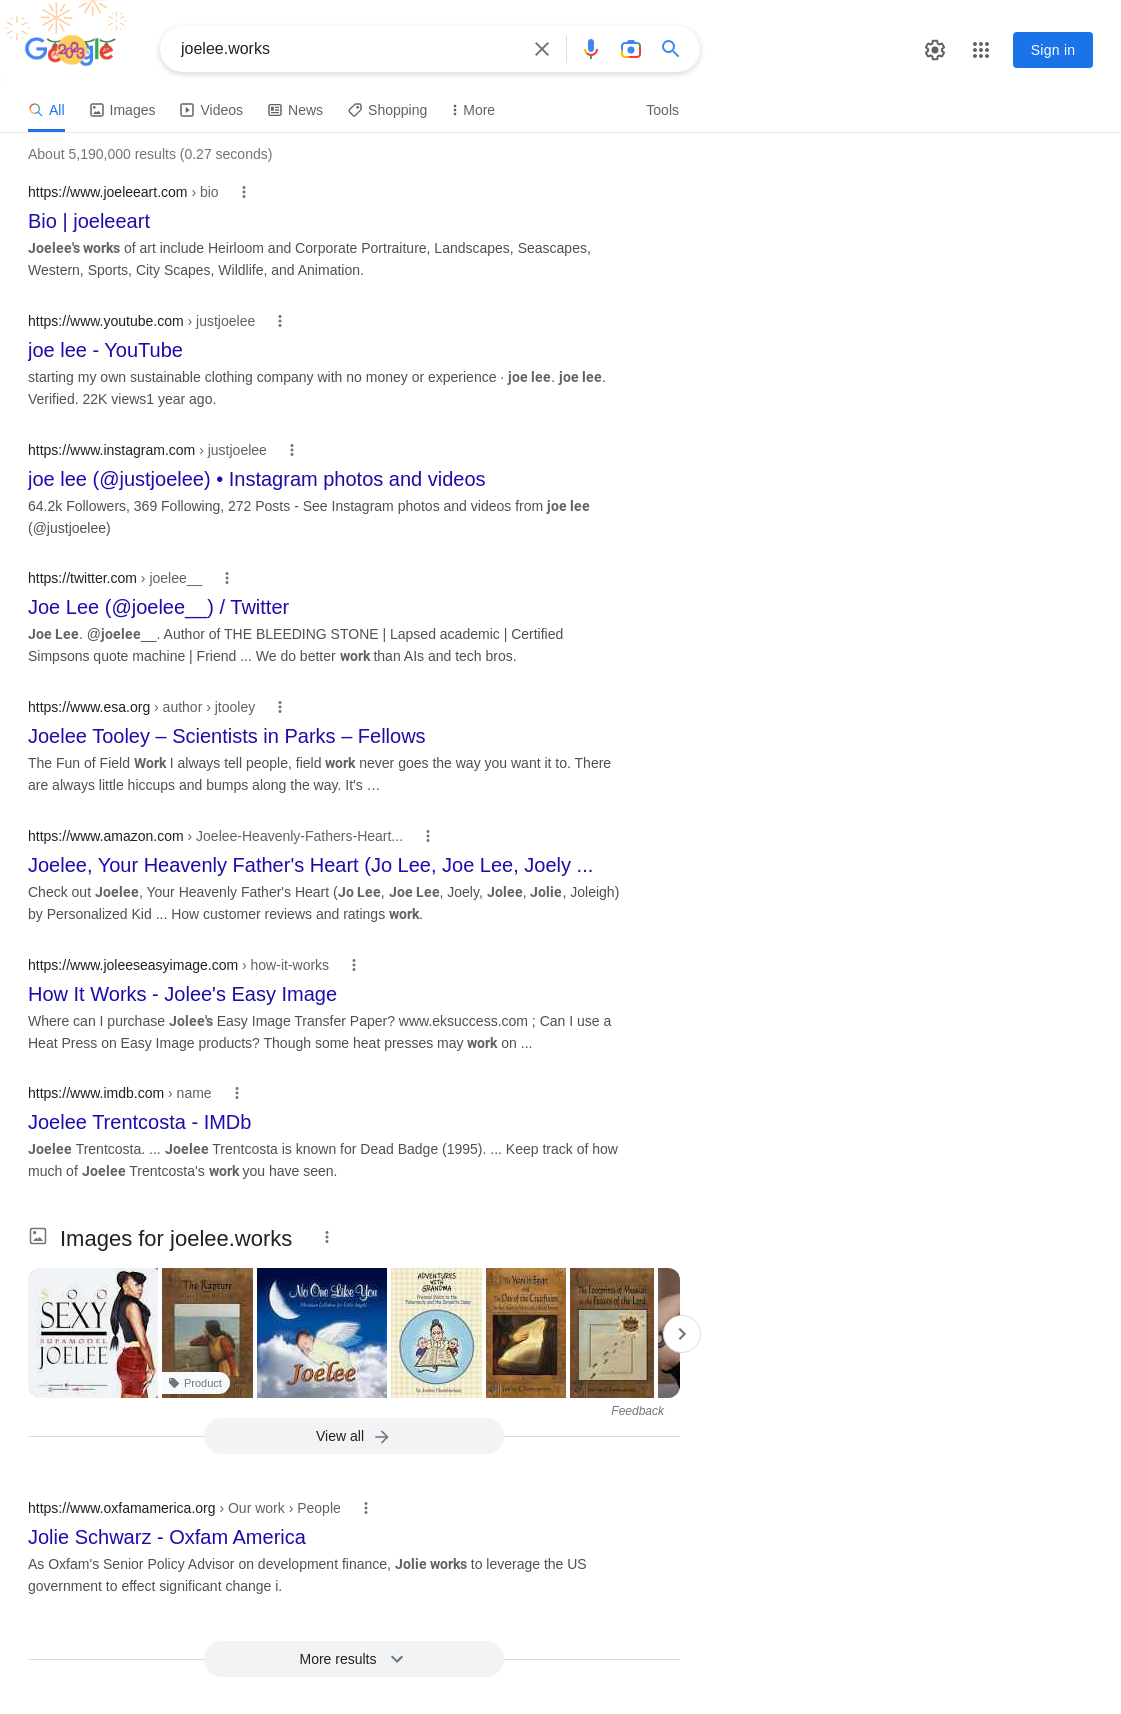 Google
joelee.works
Sign in
All
Images
Videos
News
Shopping
More
Tools
About 5,190,000 results (0.27 seconds)
https://www.joeleeart.com › bio
Bio | joeleeart
Joelee's works of art include Heirloom and Corporate Portraiture, Landscapes, Seascapes,
Western, Sports, City Scapes, Wildlife, and Animation.
https://www.youtube.com › justjoelee
joe lee - YouTube
starting my own sustainable clothing company with no money or experience · joe lee. joe lee.
Verified. 22K views1 year ago.
https://www.instagram.com › justjoelee
joe lee (@justjoelee) • Instagram photos and videos
64.2k Followers, 369 Following, 272 Posts - See Instagram photos and videos from joe lee
(@justjoelee)
https://twitter.com › joelee__
Joe Lee (@joelee__) / Twitter
Joe Lee. @joelee__. Author of THE BLEEDING STONE | Lapsed academic | Certified
Simpsons quote machine | Friend ... We do better work than AIs and tech bros.
https://www.esa.org › author › jtooley
Joelee Tooley – Scientists in Parks – Fellows
The Fun of Field Work I always tell people, field work never goes the way you want it to. There
are always little hiccups and bumps along the way. It's …
https://www.amazon.com › Joelee-Heavenly-Fathers-Heart...
Joelee, Your Heavenly Father's Heart (Jo Lee, Joe Lee, Joely ...
Check out Joelee, Your Heavenly Father's Heart (Jo Lee, Joe Lee, Joely, Jolee, Jolie, Joleigh)
by Personalized Kid ... How customer reviews and ratings work.
https://www.joleeseasyimage.com › how-it-works
How It Works - Jolee's Easy Image
Where can I purchase Jolee's Easy Image Transfer Paper? www.eksuccess.com ; Can I use a
Heat Press on Easy Image products? Though some heat presses may work on ...
https://www.imdb.com › name
Joelee Trentcosta - IMDb
Joelee Trentcosta. ... Joelee Trentcosta is known for Dead Badge (1995). ... Keep track of how
much of Joelee Trentcosta's work you have seen.
Images for joelee.works
SOO
SEXY
SUPAMODEL
JOELEE
The Rapture
Product
No One Like You
Joelee
ADVENTURES
WITH
GRANDMA
Feedback
View all
https://www.oxfamamerica.org › Our work › People
Jolie Schwarz - Oxfam America
As Oxfam's Senior Policy Advisor on development finance, Jolie works to leverage the US
government to effect significant change i.
More results